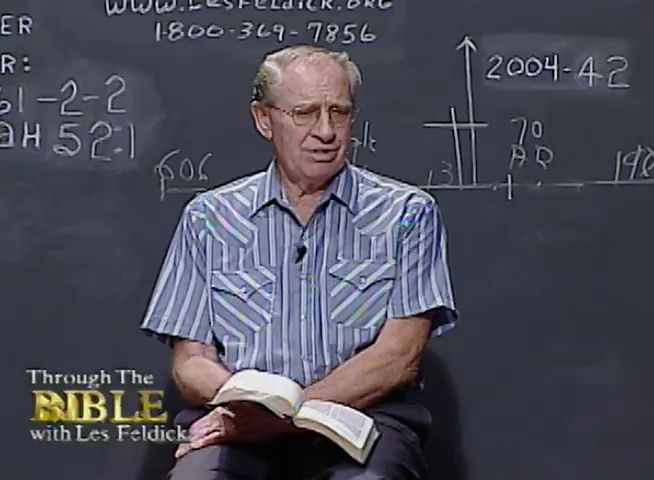 WWW.LESFELDICK.ORG
1-800-369-7856
ER
R:
61-2-2
AH 52:1
2004-42
606
70
AD
13
190
Through The
BIBLE
with Les Feldick